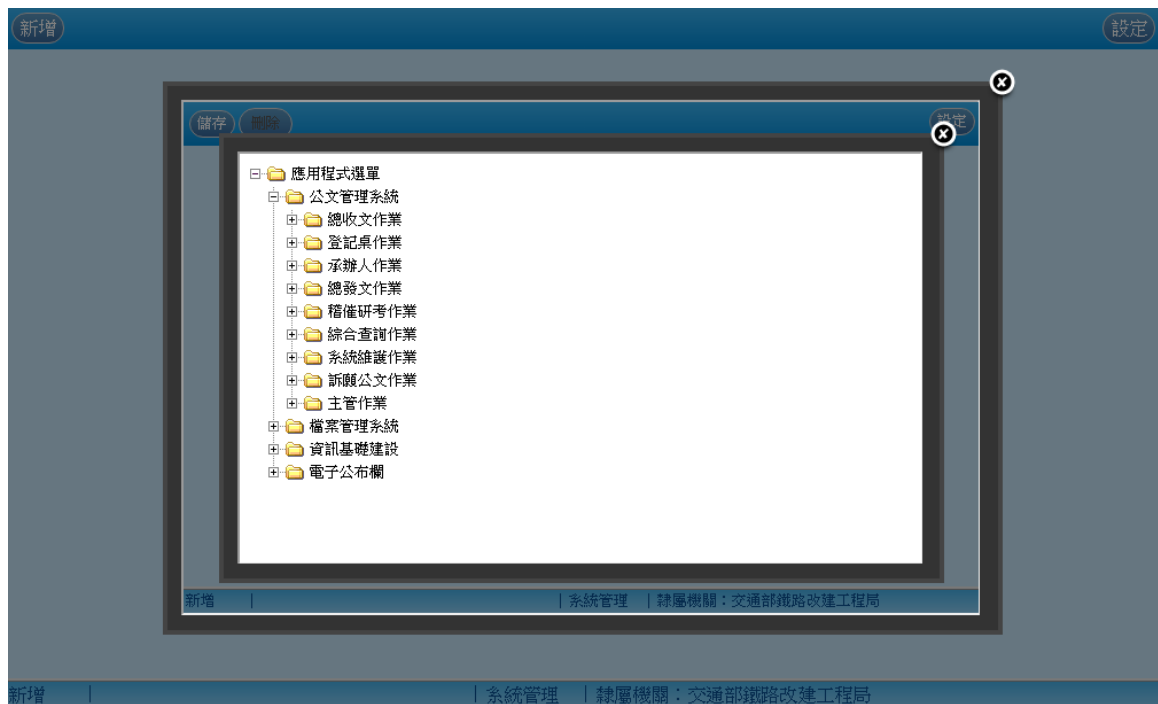 新增 設定
儲存 刪除 設定
應用程式選單
公文管理系統
總收文作業
登記桌作業
承辦人作業
總發文作業
稽催研考作業
綜合查詢作業
系統維護作業
訴願公文作業
主管作業
檔案管理系統
資訊基礎建設
電子公布欄
新增 | | 系統管理 | 隸屬機關：交通部鐵路改建工程局
新增 | | 系統管理 | 隸屬機關：交通部鐵路改建工程局